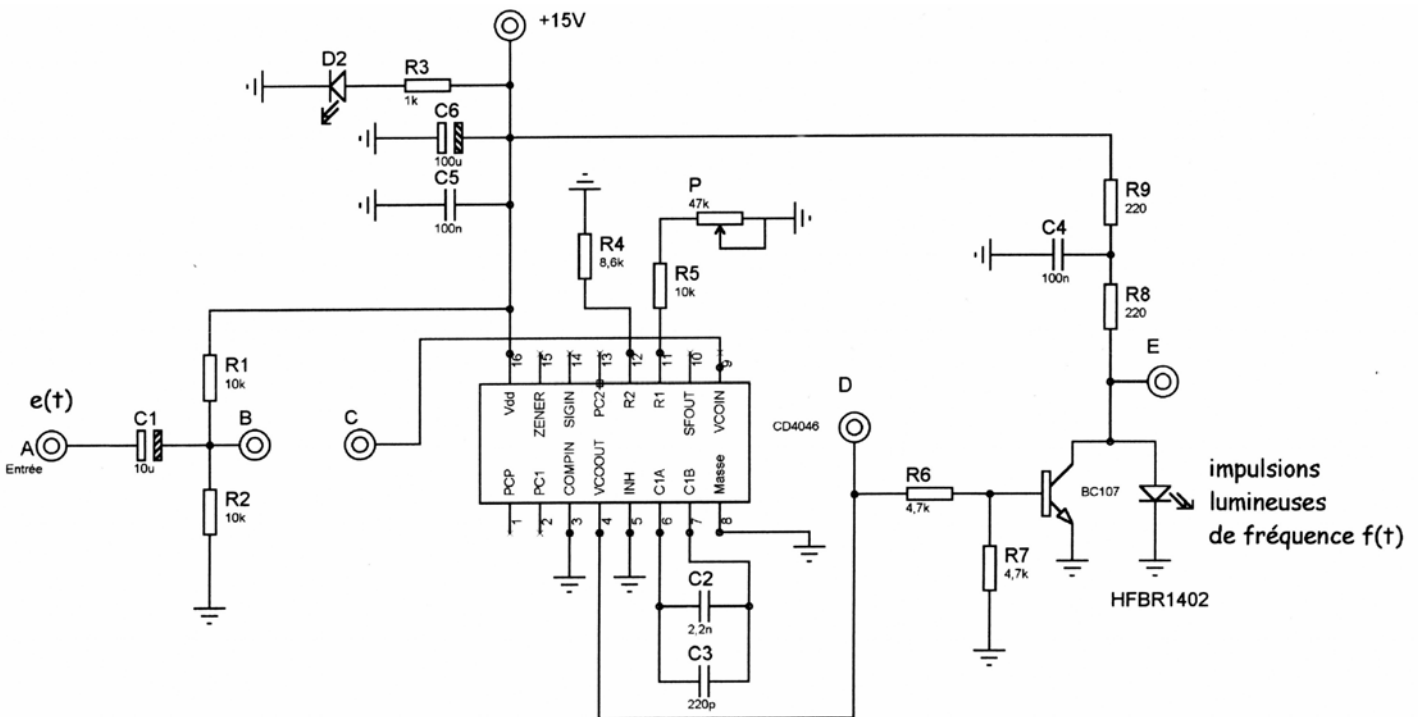 +15V
D2
R3
1k
C6
100u
C5
100n
R4
8,6k
P
47k
R5
10k
R9
220
C4
100n
R8
220
E
R1
10k
e(t)
C1
10u
A
Entrée
B
C
R2
10k
16
15
14
13
12
11
10
9
Vdd
ZENER
SIGIN
PC2
R2
R1
SFOUT
VCOIN
CD4046
PCP
PC1
COMPIN
VCOOUT
INH
C1A
C1B
Masse
1
2
3
4
5
6
7
8
C2
2,2n
C3
220p
D
R6
4,7k
R7
4,7k
BC107
impulsions
lumineuses
de fréquence f(t)
HFBR1402